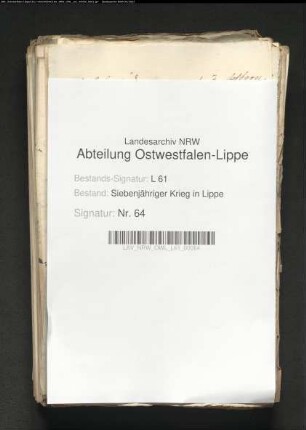 Landesarchiv NRW
Abteilung Ostwestfalen-Lippe
Bestands-Signatur: L 61
Bestand: Siebenjähriger Krieg in Lippe
Signatur: Nr. 64